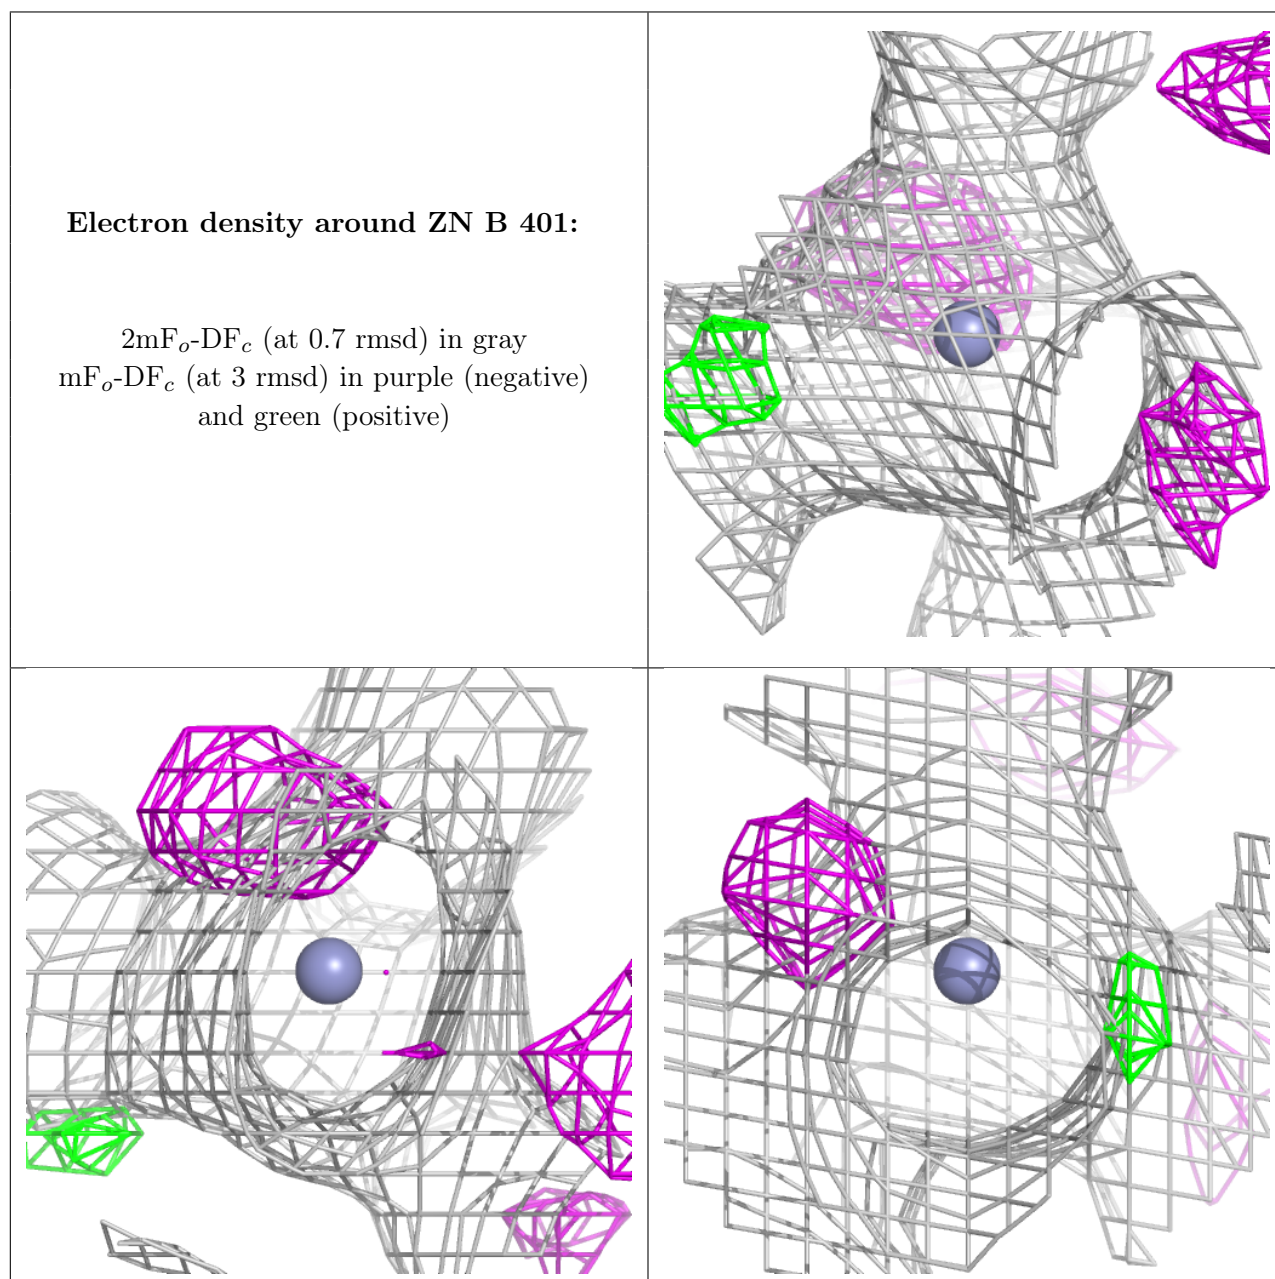 Electron density around ZN B 401:
2mFo-DFc (at 0.7 rmsd) in gray
mFo-DFc (at 3 rmsd) in purple (negative)
and green (positive)